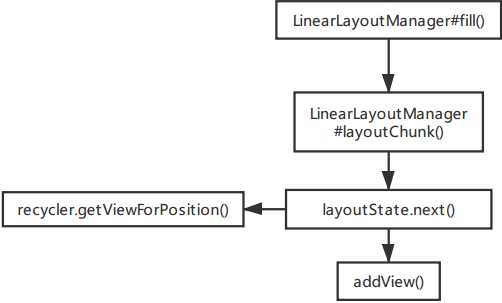 LinearLayoutManager#fill()
LinearLayoutManager
#layoutChunk()
recycler.getViewForPosition()
layoutState.next()
addView()